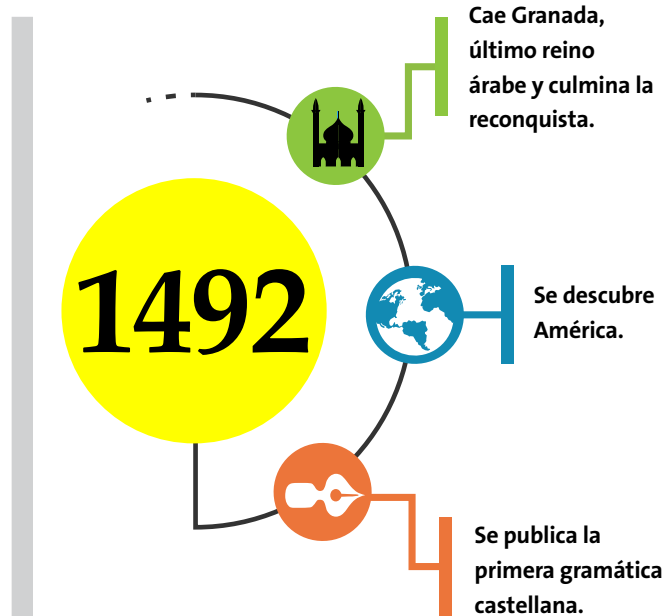 Cae Granada,
último reino
árabe y culmina la
reconquista.
1492
Se descubre
América.
Se publica la
primera gramática
castellana.